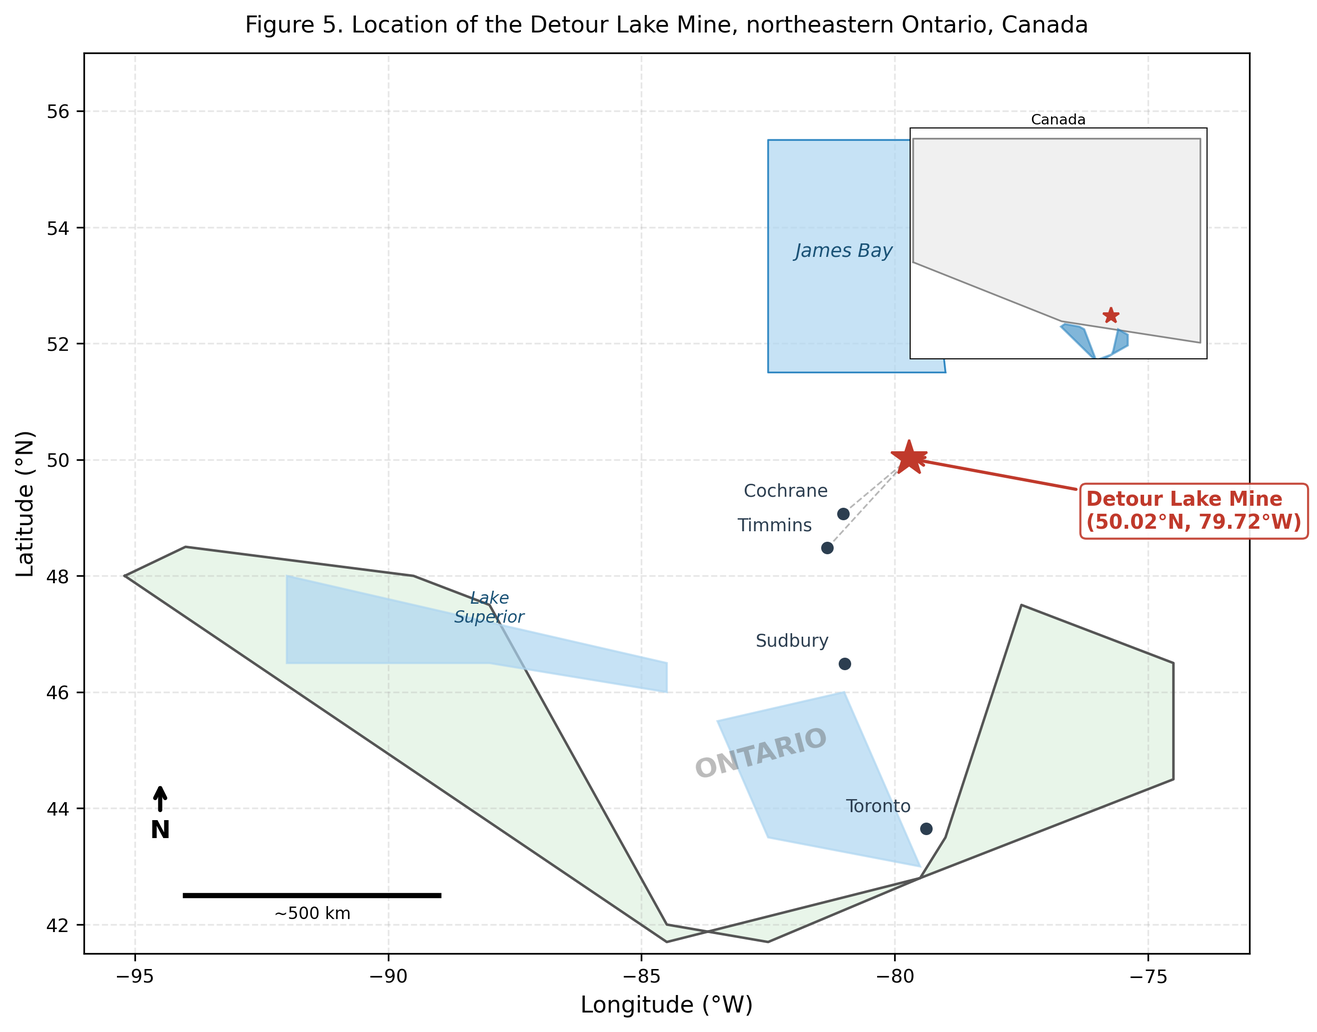 Figure 5. Location of the Detour Lake Mine, northeastern Ontario, Canada
Canada
56
54
52
50
48
46
44
42
Latitude (°N)
James Bay
Detour Lake Mine
(50.02°N, 79.72°W)
Cochrane
Timmins
Lake
Superior
Sudbury
ONTARIO
Toronto
N
~500 km
−95
−90
−85
−80
−75
Longitude (°W)